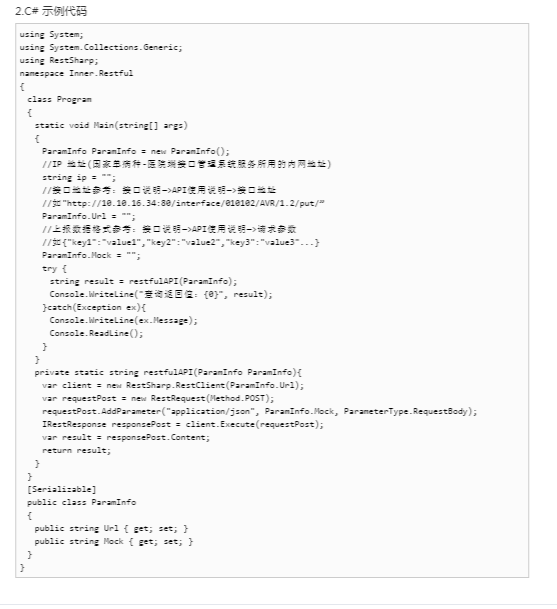 2.C# 示例代码
using System;
using System.Collections.Generic;
using RestSharp;
namespace Inner.Restful
{
class Program
{
static void Main(string[] args)
{
ParamInfo ParamInfo = new ParamInfo();
//IP 地址(国家单病种-医院端接口管理系统服务所用的内网地址)
string ip = "";
//接口地址参考: 接口说明->API使用说明->接口地址
//如"http://10.10.16.34:80/interface/010102/AVR/1.2/put/"
ParamInfo.Url = "";
//上报数据格式参考: 接口说明->API使用说明->请求参数
//如{"key1":"value1","key2":"value2","key3":"value3"...}
ParamInfo.Mock = "";
try {
string result = restfulAPI(ParamInfo);
Console.WriteLine("查询返回值: {0}", result);
}catch(Exception ex){
Console.WriteLine(ex.Message);
Console.ReadLine();
}
}
private static string restfulAPI(ParamInfo ParamInfo){
var client = new RestSharp.RestClient(ParamInfo.Url);
var requestPost = new RestRequest(Method.POST);
requestPost.AddParameter("application/json", ParamInfo.Mock, ParameterType.RequestBody);
IRestResponse responsePost = client.Execute(requestPost);
var result = responsePost.Content;
return result;
}
}
[Serializable]
public class ParamInfo
{
public string Url { get; set; }
public string Mock { get; set; }
}
}